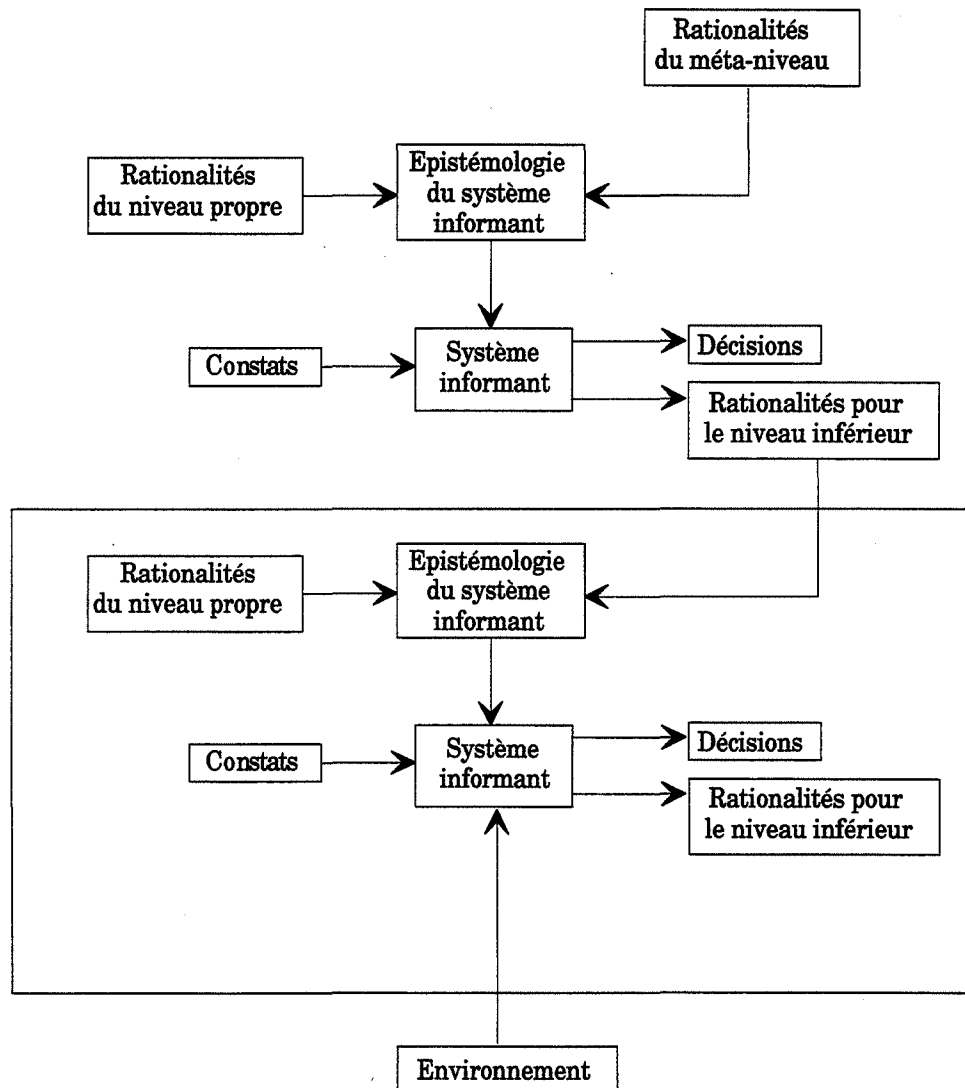 Rationalités
du méta-niveau
Rationalités
du niveau propre
Epistémologie
du système
informant
Constats
Système
informant
Décisions
Rationalités pour
le niveau inférieur
Rationalités
du niveau propre
Epistémologie
du système
informant
Constats
Système
informant
Décisions
Rationalités pour
le niveau inférieur
Environnement